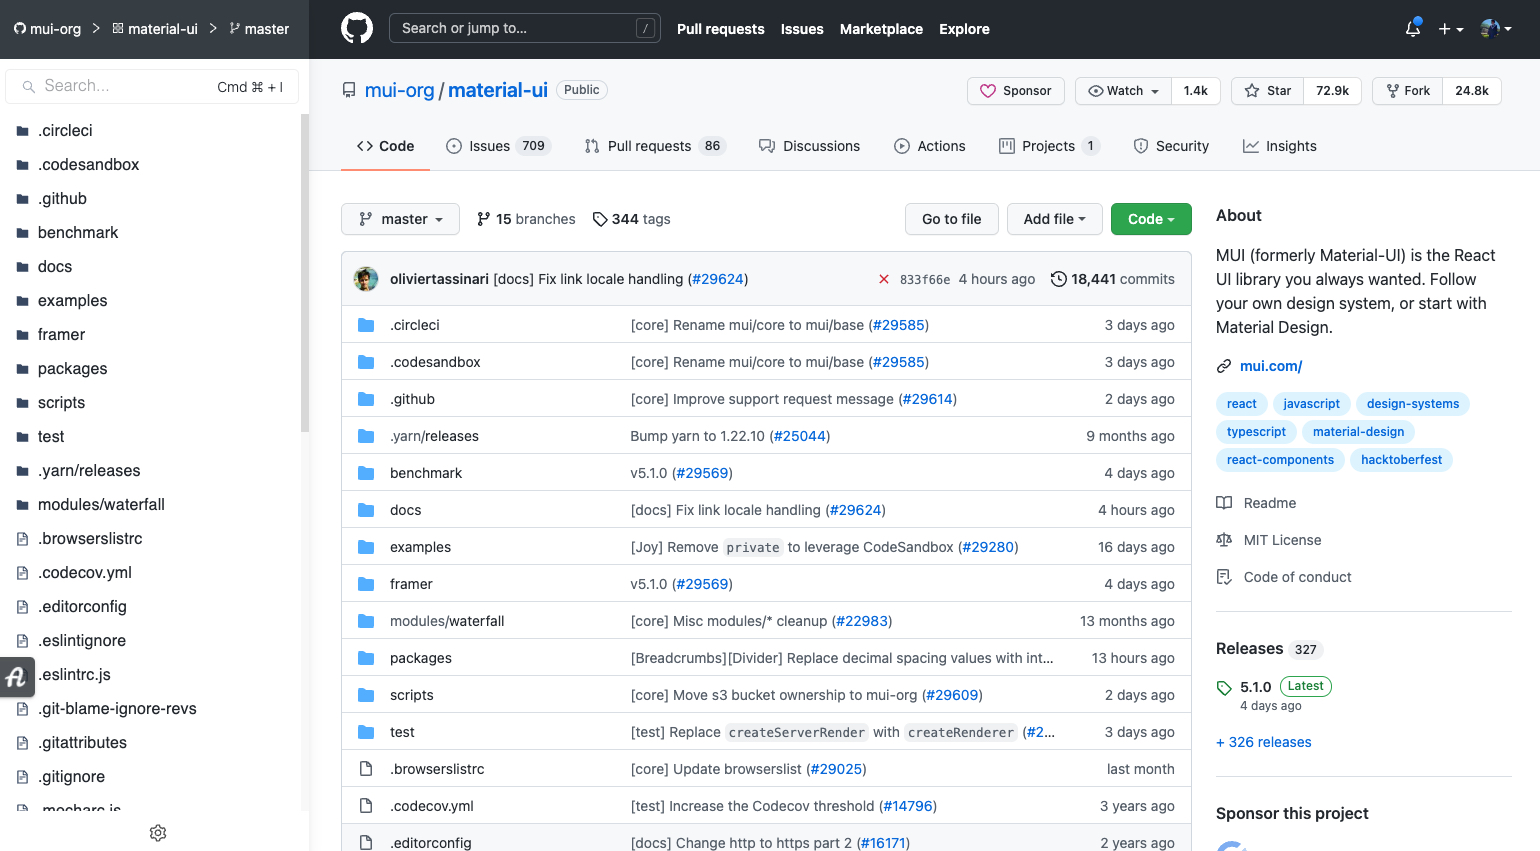 mui-org > material-ui > master
Search or jump to... /
Pull requests Issues Marketplace Explore
Search... Cmd ⌘ + I
.circleci
.codesandbox
.github
benchmark
docs
examples
framer
packages
scripts
test
.yarn/releases
modules/waterfall
.browserslistrc
.codecov.yml
.editorconfig
.eslintignore
.eslintrc.js
.git-blame-ignore-revs
.gitattributes
.gitignore
.mocharc.js
mui-org / material-ui Public
Sponsor Watch 1.4k Star 72.9k Fork 24.8k
Code Issues 709 Pull requests 86 Discussions Actions Projects 1 Security Insights
master 15 branches 344 tags Go to file Add file Code
oliviertassinari [docs] Fix link locale handling (#29624) 833f66e 4 hours ago 18,441 commits
.circleci [core] Rename mui/core to mui/base (#29585) 3 days ago
.codesandbox [core] Rename mui/core to mui/base (#29585) 3 days ago
.github [core] Improve support request message (#29614) 2 days ago
.yarn/releases Bump yarn to 1.22.10 (#25044) 9 months ago
benchmark v5.1.0 (#29569) 4 days ago
docs [docs] Fix link locale handling (#29624) 4 hours ago
examples [Joy] Remove private to leverage CodeSandbox (#29280) 16 days ago
framer v5.1.0 (#29569) 4 days ago
modules/waterfall [core] Misc modules/* cleanup (#22983) 13 months ago
packages [Breadcrumbs][Divider] Replace decimal spacing values with int... 13 hours ago
scripts [core] Move s3 bucket ownership to mui-org (#29609) 2 days ago
test [test] Replace createServerRender with createRenderer (#2... 3 days ago
.browserslistrc [core] Update browserslist (#29025) last month
.codecov.yml [test] Increase the Codecov threshold (#14796) 3 years ago
.editorconfig [docs] Change http to https part 2 (#16171) 2 years ago
About
MUI (formerly Material-UI) is the React
UI library you always wanted. Follow
your own design system, or start with
Material Design.
mui.com/
react javascript design-systems
typescript material-design
react-components hacktoberfest
Readme
MIT License
Code of conduct
Releases 327
5.1.0 Latest
4 days ago
+ 326 releases
Sponsor this project